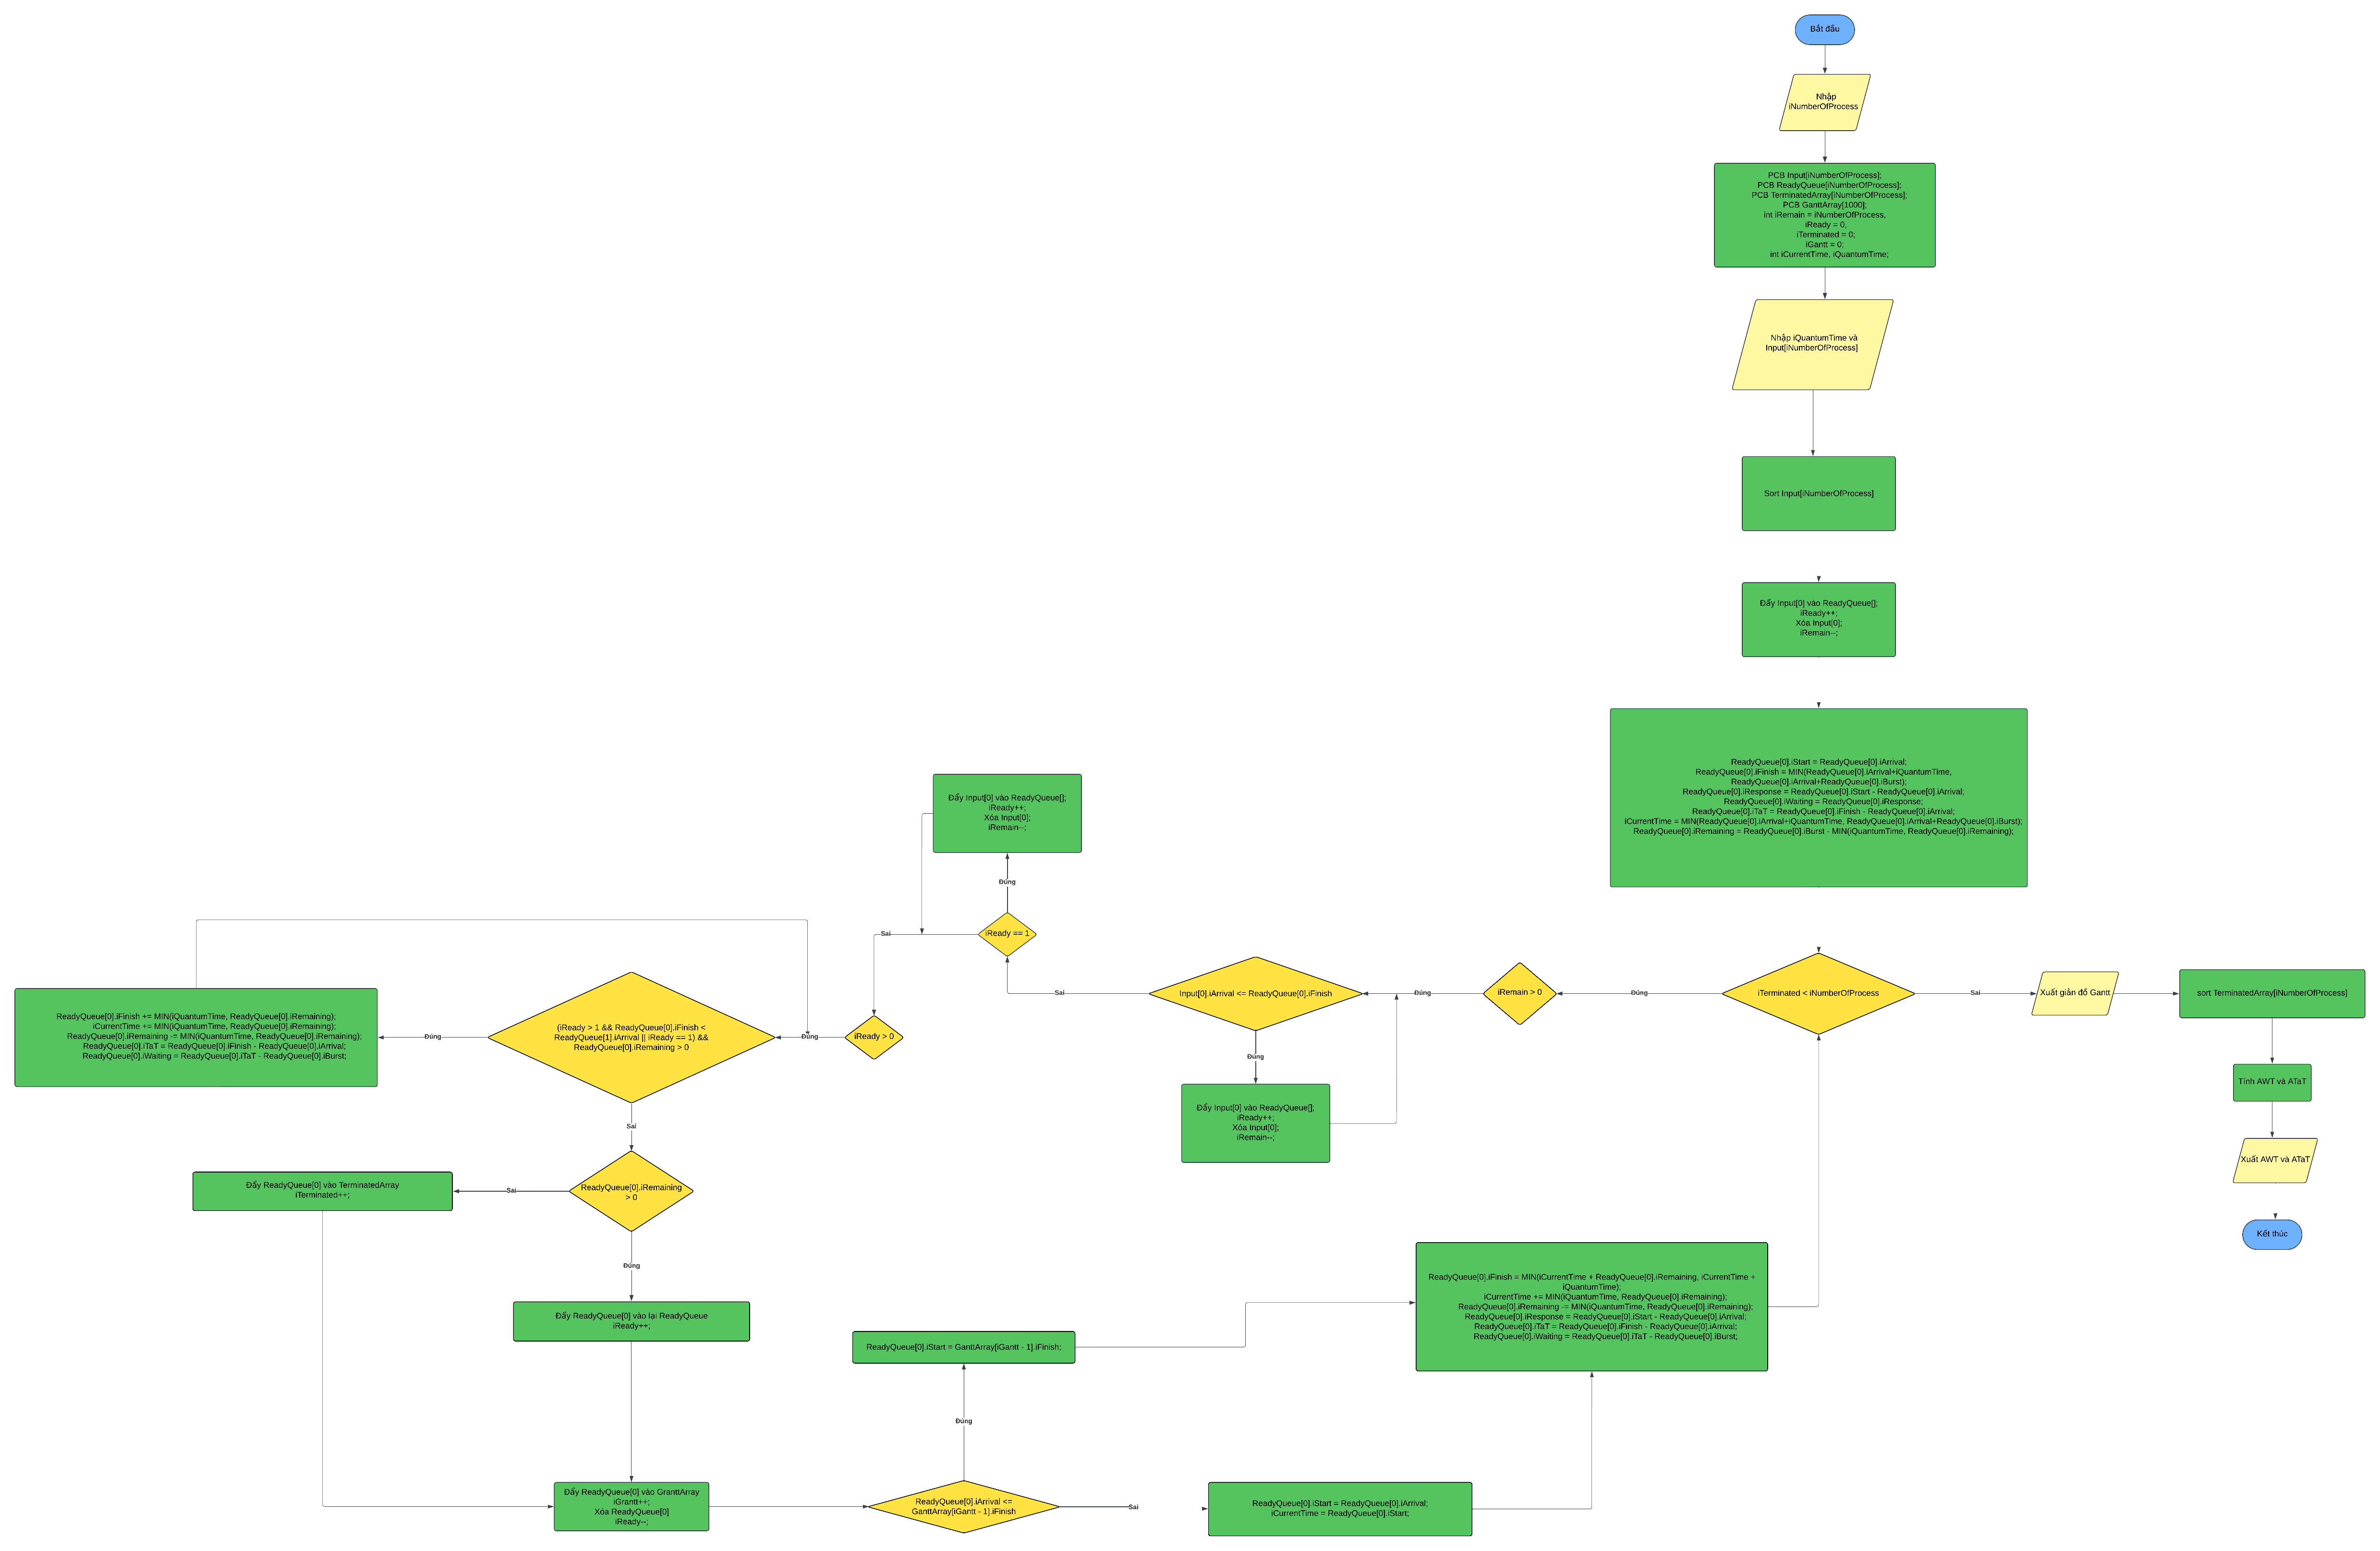 Bắt đầu
Nhập
iNumberOfProcess
PCB Input[iNumberOfProcess];
PCB ReadyQueue[iNumberOfProcess];
PCB TerminatedArray[iNumberOfProcess];
PCB GanttArray[1000];
int iRemain = iNumberOfProcess,
iReady = 0,
iTerminated = 0;
iGantt = 0;
int iCurrentTime, iQuantumTime;
Nhập iQuantumTime và
Input[iNumberOfProcess]
Sort Input[iNumberOfProcess]
Đẩy Input[0] vào ReadyQueue[];
iReady++;
Xóa Input[0];
iRemain--;
ReadyQueue[0].iStart = ReadyQueue[0].iArrival;
ReadyQueue[0].iFinish = MIN(ReadyQueue[0].iArrival+iQuantumTime,
ReadyQueue[0].iArrival+ReadyQueue[0].iBurst);
ReadyQueue[0].iResponse = ReadyQueue[0].iStart - ReadyQueue[0].iArrival;
ReadyQueue[0].iWaiting = ReadyQueue[0].iResponse;
ReadyQueue[0].iTaT = ReadyQueue[0].iFinish - ReadyQueue[0].iArrival;
iCurrentTime = MIN(ReadyQueue[0].iArrival+iQuantumTime, ReadyQueue[0].iArrival+ReadyQueue[0].iBurst);
ReadyQueue[0].iRemaining = ReadyQueue[0].iBurst - MIN(iQuantumTime, ReadyQueue[0].iRemaining);
iTerminated < iNumberOfProcess
Sai
Xuất giản đồ Gantt
sort TerminatedArray[iNumberOfProcess]
Tính AWT và ATaT
Xuất AWT và ATaT
Kết thúc
Đúng
iRemain > 0
Đúng
Input[0].iArrival <= ReadyQueue[0].iFinish
Đúng
Đẩy Input[0] vào ReadyQueue[];
iReady++;
Xóa Input[0];
iRemain--;
Sai
iReady == 1
Đúng
Đẩy Input[0] vào ReadyQueue[];
iReady++;
Xóa Input[0];
iRemain--;
Sai
iReady > 0
Đúng
(iReady > 1 && ReadyQueue[0].iFinish <
ReadyQueue[1].iArrival || iReady == 1) &&
ReadyQueue[0].iRemaining > 0
Đúng
ReadyQueue[0].iFinish += MIN(iQuantumTime, ReadyQueue[0].iRemaining);
iCurrentTime += MIN(iQuantumTime, ReadyQueue[0].iRemaining);
ReadyQueue[0].iRemaining -= MIN(iQuantumTime, ReadyQueue[0].iRemaining);
ReadyQueue[0].iTaT = ReadyQueue[0].iFinish - ReadyQueue[0].iArrival;
ReadyQueue[0].iWaiting = ReadyQueue[0].iTaT - ReadyQueue[0].iBurst;
Sai
ReadyQueue[0].iRemaining
> 0
Sai
Đẩy ReadyQueue[0] vào TerminatedArray
iTerminated++;
Đúng
Đẩy ReadyQueue[0] vào lại ReadyQueue
iReady++;
Đẩy ReadyQueue[0] vào GranttArray
iGrantt++;
Xóa ReadyQueue[0]
iReady--;
ReadyQueue[0].iArrival <=
GanttArray[iGantt - 1].iFinish
Đúng
ReadyQueue[0].iStart = GanttArray[iGantt - 1].iFinish;
Sai
ReadyQueue[0].iStart = ReadyQueue[0].iArrival;
iCurrentTime = ReadyQueue[0].iStart;
ReadyQueue[0].iFinish = MIN(iCurrentTime + ReadyQueue[0].iRemaining, iCurrentTime +
iQuantumTime);
iCurrentTime += MIN(iQuantumTime, ReadyQueue[0].iRemaining);
ReadyQueue[0].iRemaining -= MIN(iQuantumTime, ReadyQueue[0].iRemaining);
ReadyQueue[0].iResponse = ReadyQueue[0].iStart - ReadyQueue[0].iArrival;
ReadyQueue[0].iTaT = ReadyQueue[0].iFinish - ReadyQueue[0].iArrival;
ReadyQueue[0].iWaiting = ReadyQueue[0].iTaT - ReadyQueue[0].iBurst;